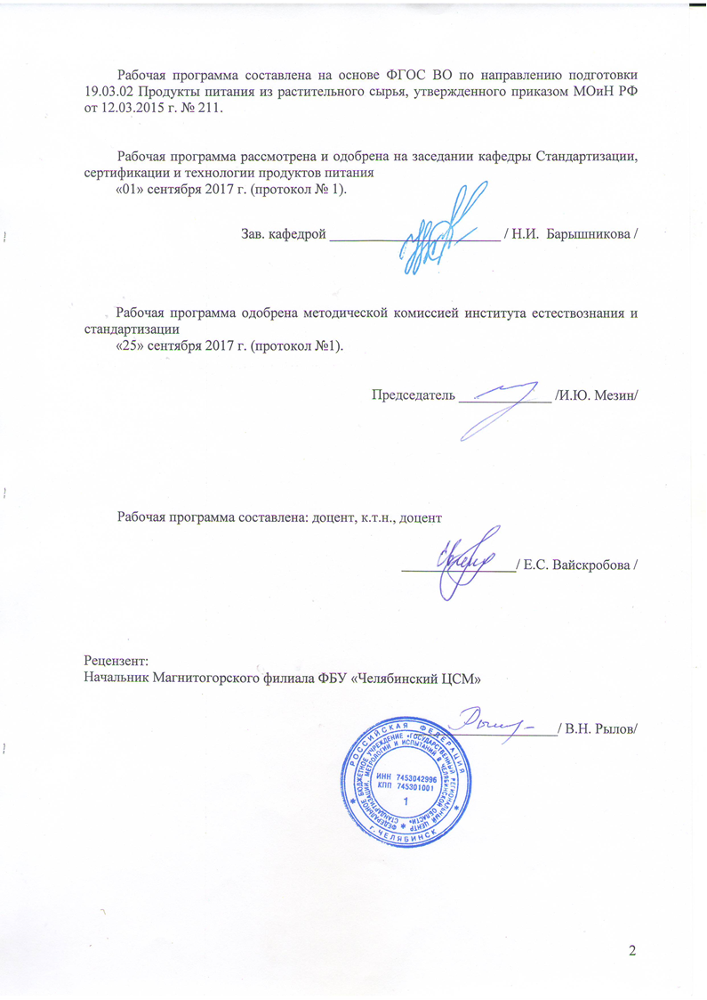 Рабочая программа составлена на основе ФГОС ВО по направлению подготовки
19.03.02 Продукты питания из растительного сырья, утвержденного приказом МОиН РФ
от 12.03.2015 г. № 211.
Рабочая программа рассмотрена и одобрена на заседании кафедры Стандартизации,
сертификации и технологии продуктов питания
«01» сентября 2017 г. (протокол № 1).
Зав. кафедрой ________________________ / Н.И. Барышникова /
Рабочая программа одобрена методической комиссией института естествознания и
стандартизации
«25» сентября 2017 г. (протокол №1).
Председатель _____________ /И.Ю. Мезин/
Рабочая программа составлена: доцент, к.т.н., доцент
________________/ Е.С. Вайскробова /
Рецензент:
Начальник Магнитогорского филиала ФБУ «Челябинский ЦСМ»
________________/ В.Н. Рылов/
РОССИЙСКАЯ ФЕДЕРАЦИЯ
г. ЧЕЛЯБИНСК
ФЕДЕРАЛЬНОЕ БЮДЖЕТНОЕ УЧРЕЖДЕНИЕ «ГОСУДАРСТВЕННЫЙ РЕГИОНАЛЬНЫЙ ЦЕНТР
СТАНДАРТИЗАЦИИ, МЕТРОЛОГИИ И ИСПЫТАНИЙ В ЧЕЛЯБИНСКОЙ ОБЛАСТИ»
ИНН 7453042996
КПП 745301001
1
2